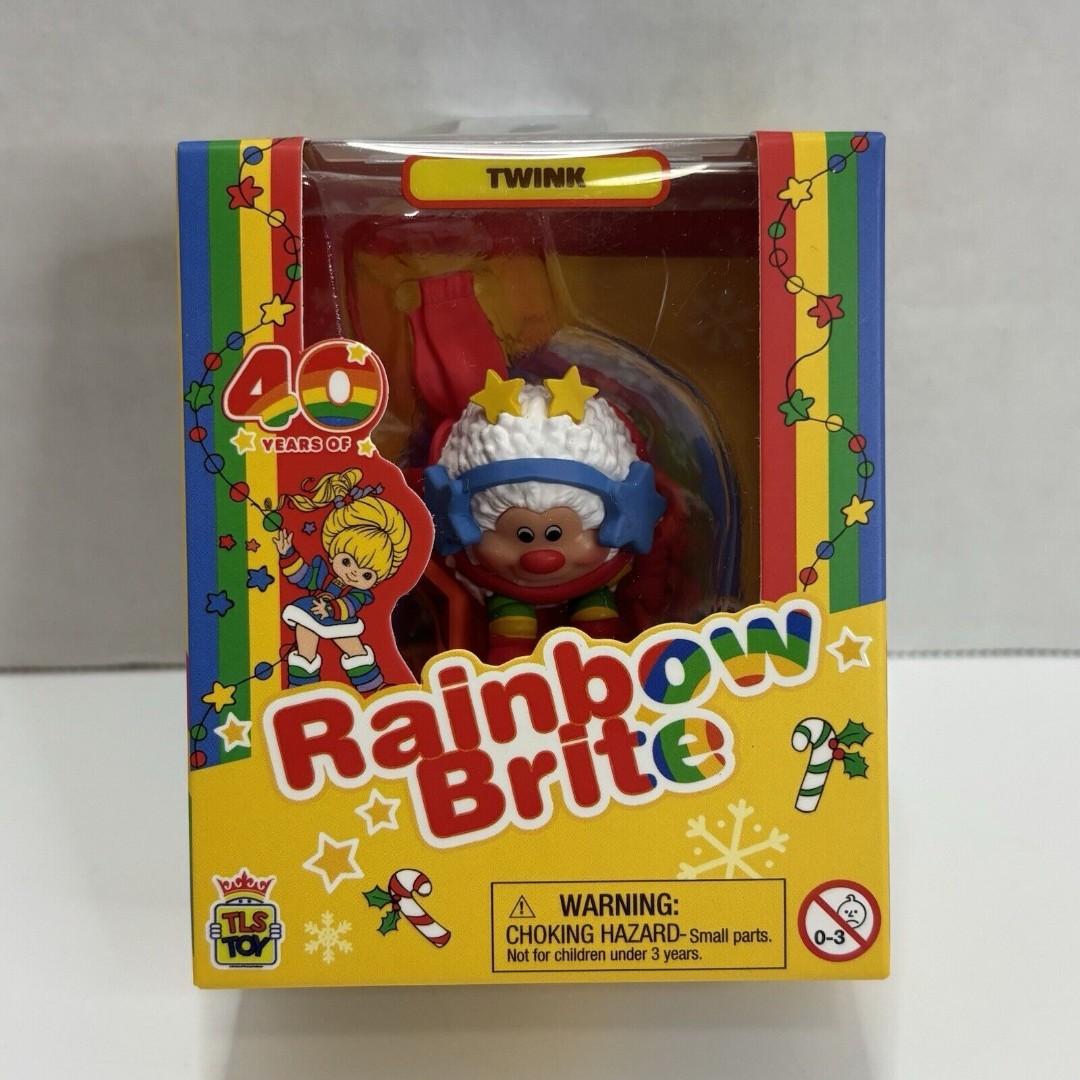 TWINK
40
YEARS OF
Rainbow
Brite
TLS
TOY
WARNING:
CHOKING HAZARD- Small parts.
Not for children under 3 years.
0-3